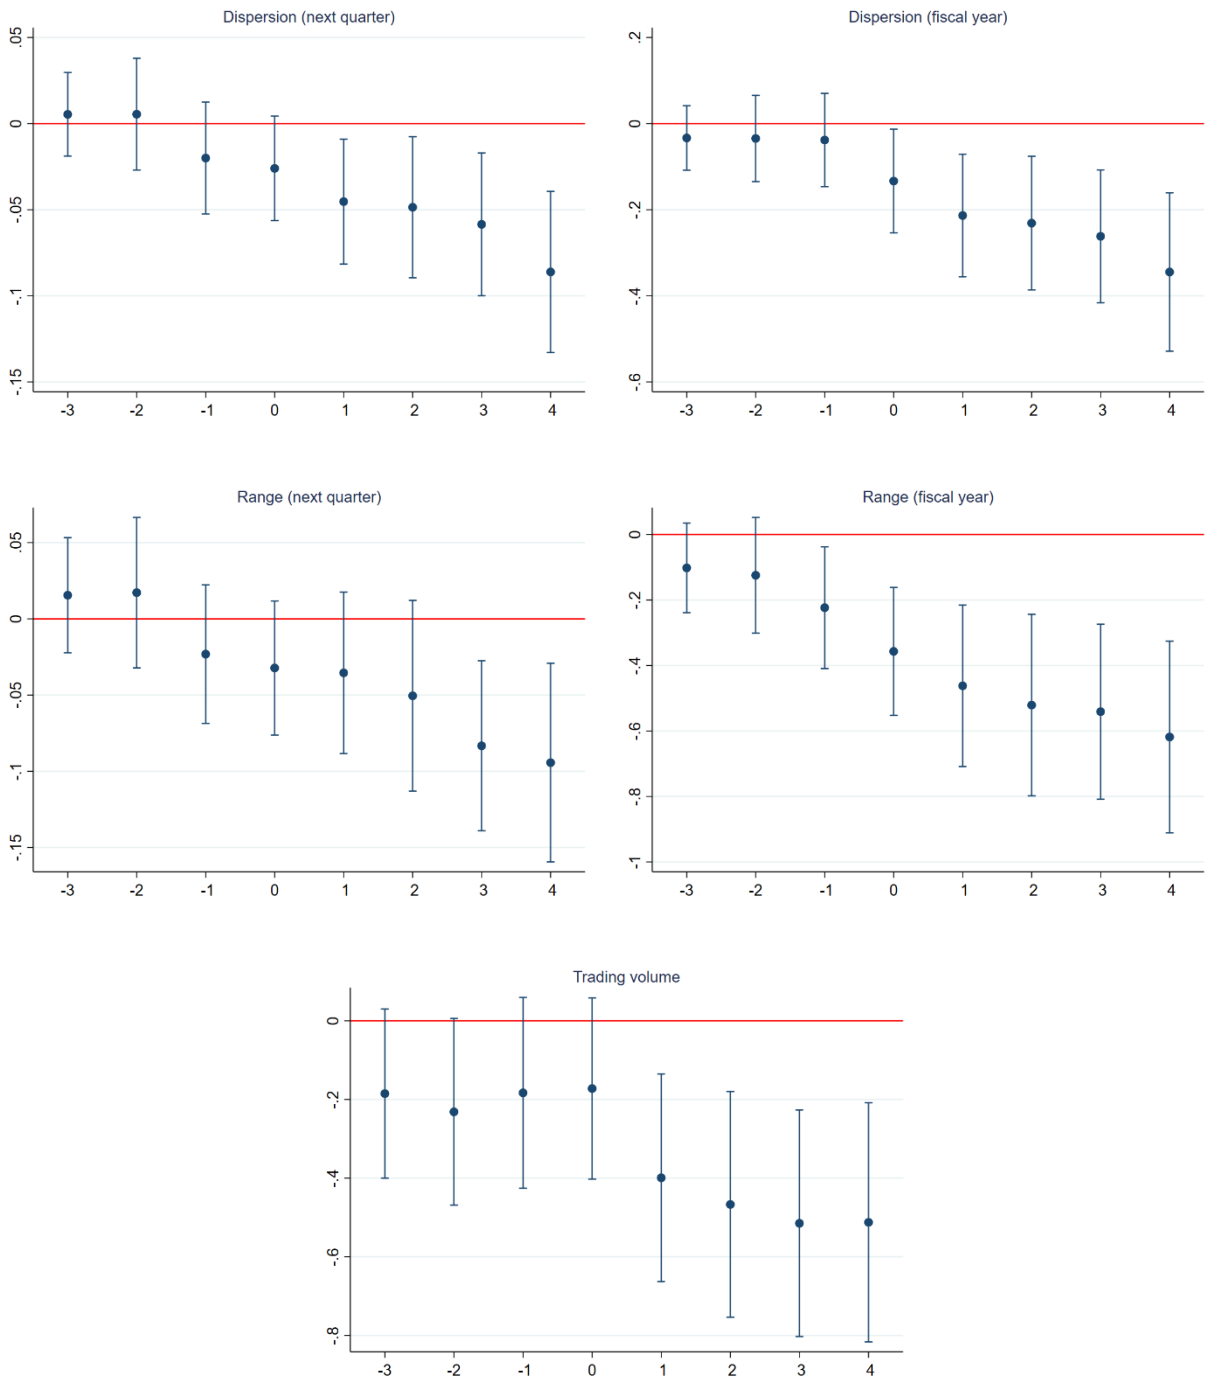 Dispersion (next quarter)
.05
0
-.05
-.1
-.15
-3 -2 -1 0 1 2 3 4
Dispersion (fiscal year)
.2
0
-.2
-.4
-.6
-3 -2 -1 0 1 2 3 4
Range (next quarter)
.05
0
-.05
-.1
-.15
-3 -2 -1 0 1 2 3 4
Range (fiscal year)
0
-.2
-.4
-.6
-.8
-1
-3 -2 -1 0 1 2 3 4
Trading volume
0
-.2
-.4
-.6
-.8
-3 -2 -1 0 1 2 3 4